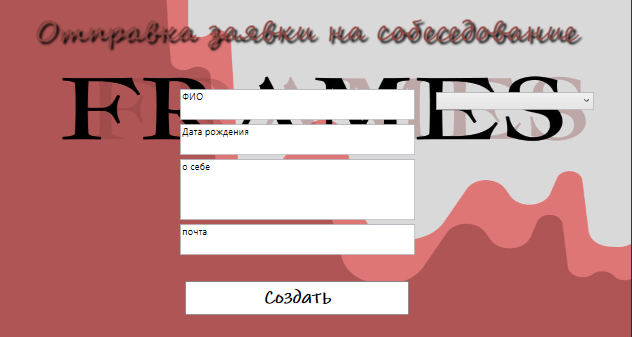 Отправка заявки на собеседование
FRAMES
ФИО
Дата рождения
о себе
почта
Создать